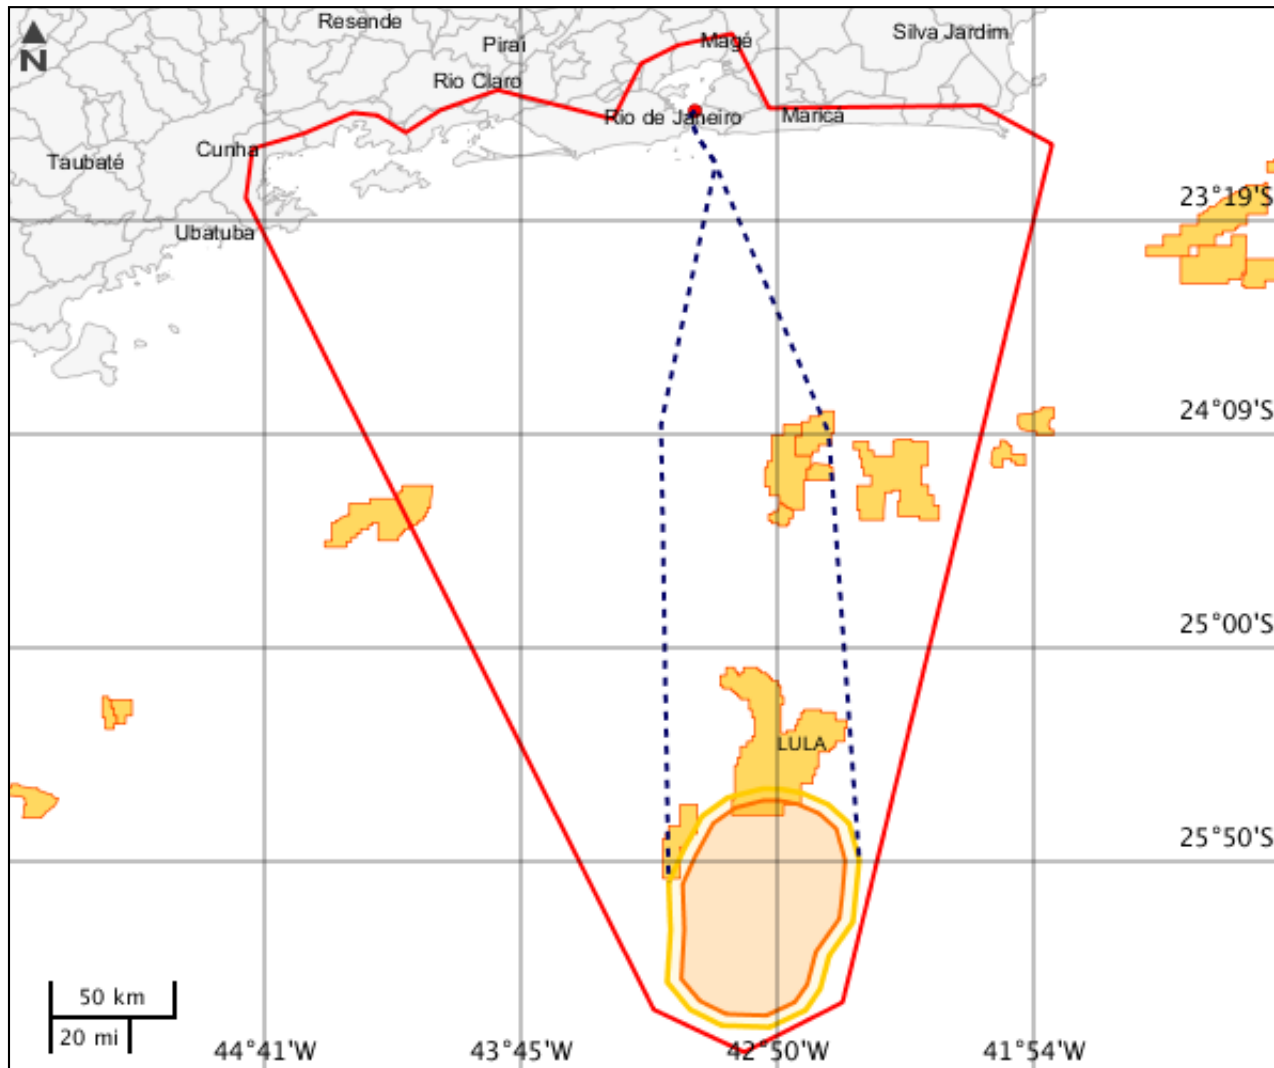 N
Resende
Piraí
Magé
Silva Jardim
Rio Claro
Rio de Janeiro
Maricá
Cunha
Taubaté
Ubatuba
23°19'S
24°09'S
25°00'S
LULA
25°50'S
50 km
20 mi
44°41'W
43°45'W
42°50'W
41°54'W